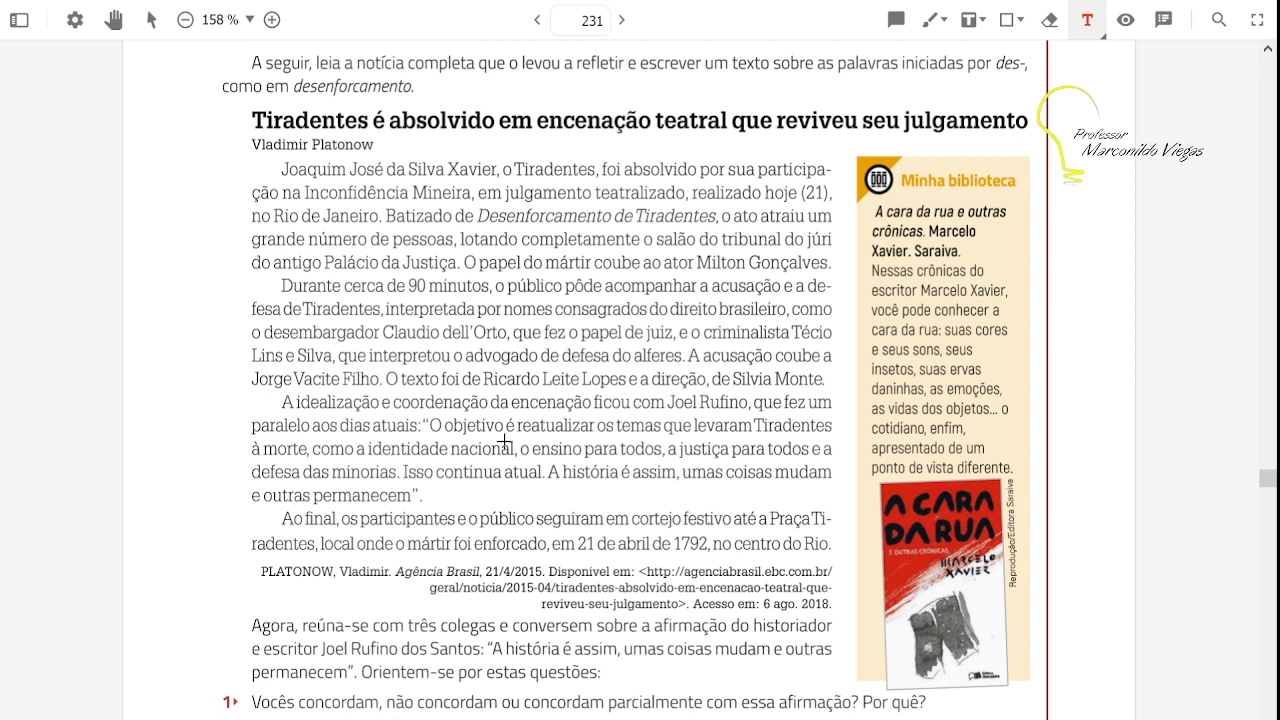 158 %
231
A seguir, leia a notícia completa que o levou a refletir e escrever um texto sobre as palavras iniciadas por des-,
como em desenforcamento.
Tiradentes é absolvido em encenação teatral que reviveu seu julgamento
Vladimir Platonow
Joaquim José da Silva Xavier, o Tiradentes, foi absolvido por sua participa-
ção na Inconfidência Mineira, em julgamento teatralizado, realizado hoje (21),
no Rio de Janeiro. Batizado de Desenforcamento de Tiradentes, o ato atraiu um
grande número de pessoas, lotando completamente o salão do tribunal do júri
do antigo Palácio da Justiça. O papel do mártir coube ao ator Milton Gonçalves.
Durante cerca de 90 minutos, o público pôde acompanhar a acusação e a de-
fesa de Tiradentes, interpretada por nomes consagrados do direito brasileiro, como
o desembargador Claudio dell'Orto, que fez o papel de juiz, e o criminalista Técio
Lins e Silva, que interpretou o advogado de defesa do alferes. A acusação coube a
Jorge Vacite Filho. O texto foi de Ricardo Leite Lopes e a direção, de Silvia Monte.
A idealização e coordenação da encenação ficou com Joel Rufino, que fez um
paralelo aos dias atuais: “O objetivo é reatualizar os temas que levaram Tiradentes
à morte, como a identidade nacional, o ensino para todos, a justiça para todos e a
defesa das minorias. Isso continua atual. A história é assim, umas coisas mudam
e outras permanecem”.
Ao final, os participantes e o público seguiram em cortejo festivo até a Praça Ti-
radentes, local onde o mártir foi enforcado, em 21 de abril de 1792, no centro do Rio.
PLATONOW, Vladimir. Agência Brasil, 21/4/2015. Disponível em: <http://agenciabrasil.ebc.com.br/
geral/noticia/2015-04/tiradentes-absolvido-em-encenacao-teatral-que-
reviveu-seu-julgamento>. Acesso em: 6 ago. 2018.
Agora, reúna-se com três colegas e conversem sobre a afirmação do historiador
e escritor Joel Rufino dos Santos: “A história é assim, umas coisas mudam e outras
permanecem”. Orientem-se por estas questões:
1 Vocês concordam, não concordam ou concordam parcialmente com essa afirmação? Por quê?
Professor
Marconildo Viegas
Minha biblioteca
A cara da rua e outras
crônicas. Marcelo
Xavier. Saraiva.
Nessas crônicas do
escritor Marcelo Xavier,
você pode conhecer a
cara da rua: suas cores
e seus sons, seus
insetos, suas ervas
daninhas, as emoções,
as vidas dos objetos... o
cotidiano, enfim,
apresentado de um
ponto de vista diferente.
A CARA
DA RUA
E OUTRAS CRÔNICAS
MARCELO
XAVIER
Reprodução/Editora Saraiva